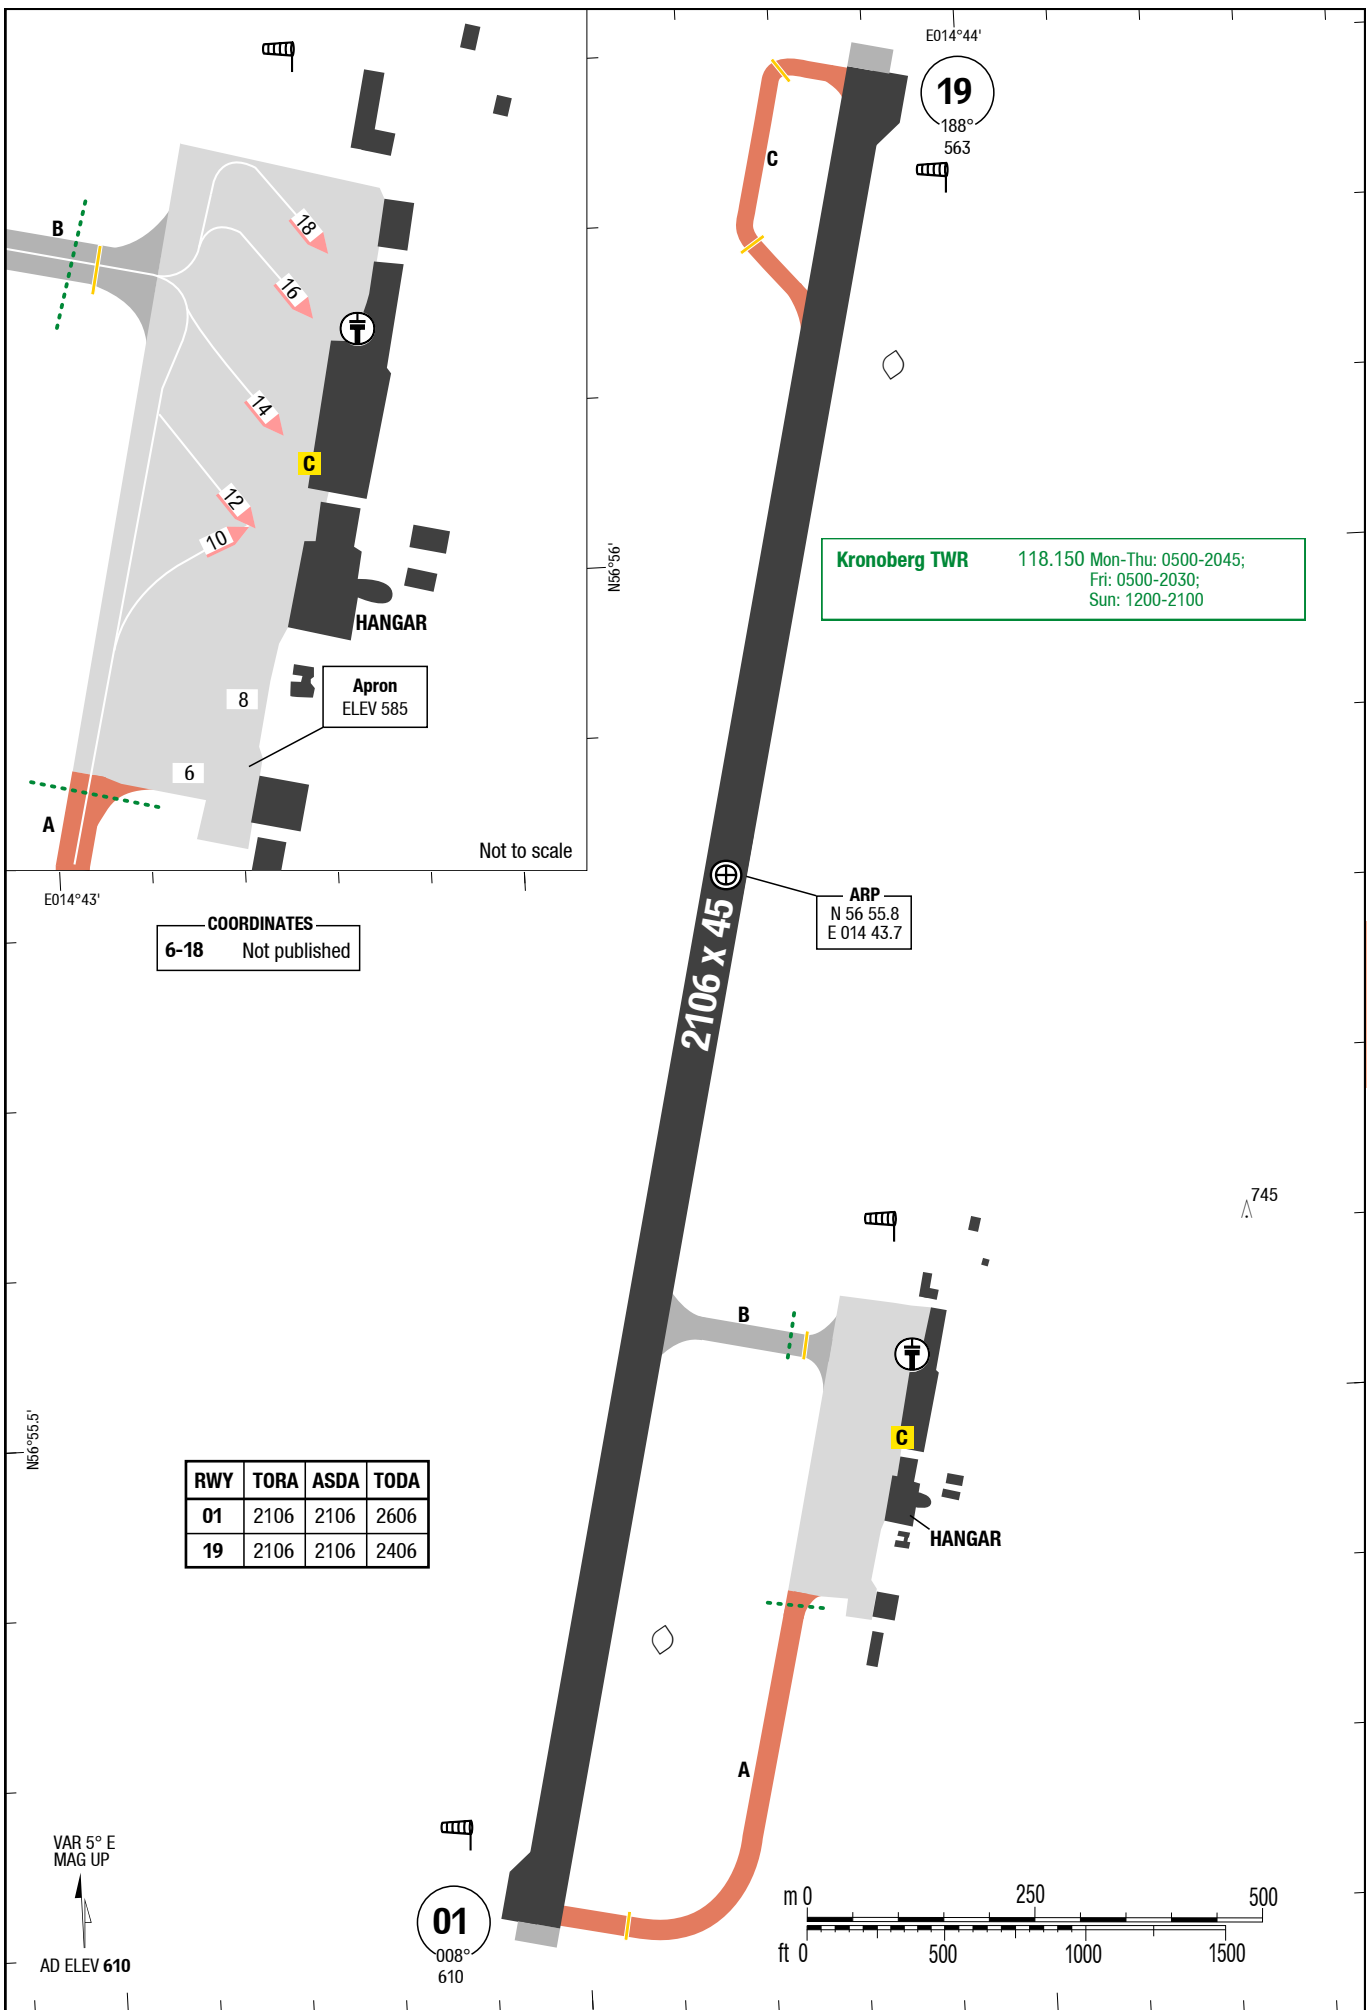 E014°44'
19
188°
563
C
B
18
16
14
C
12
10
HANGAR
N56°56'
Kronoberg TWR 118.150 Mon-Thu: 0500-2045;
Fri: 0500-2030;
Sun: 1200-2100
8
Apron
ELEV 585
6
A
Not to scale
E014°43'
COORDINATES
6-18 Not published
ARP
N 56 55.8
E 014 43.7
2106 x 45
745
B
C
N56°55.5'
RWY TORA ASDA TODA
01 2106 2106 2606
19 2106 2106 2406
HANGAR
A
VAR 5° E
MAG UP
AD ELEV 610
01
008°
610
m 0 250 500
ft 0 500 1000 1500